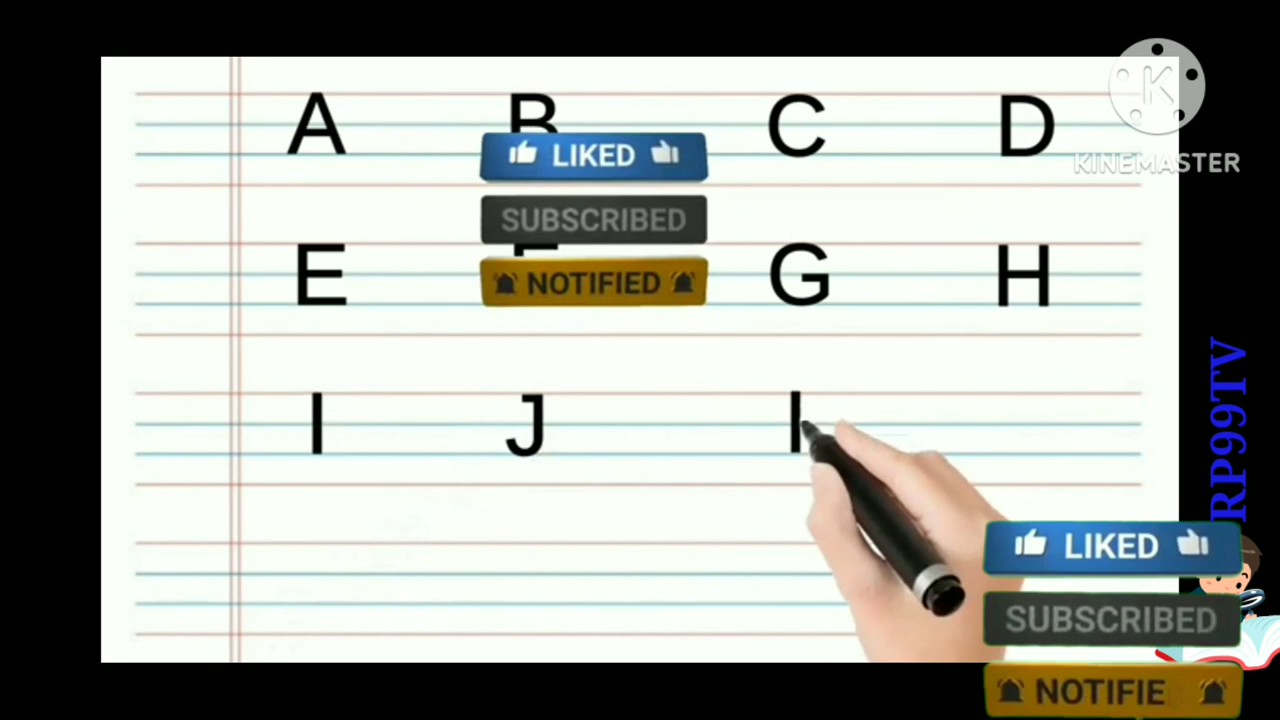 A B C D
LIKED
SUBSCRIBED
E F G H
NOTIFIED
I J
KINEMASTER
RP99TV
LIKED
SUBSCRIBED
NOTIFIE